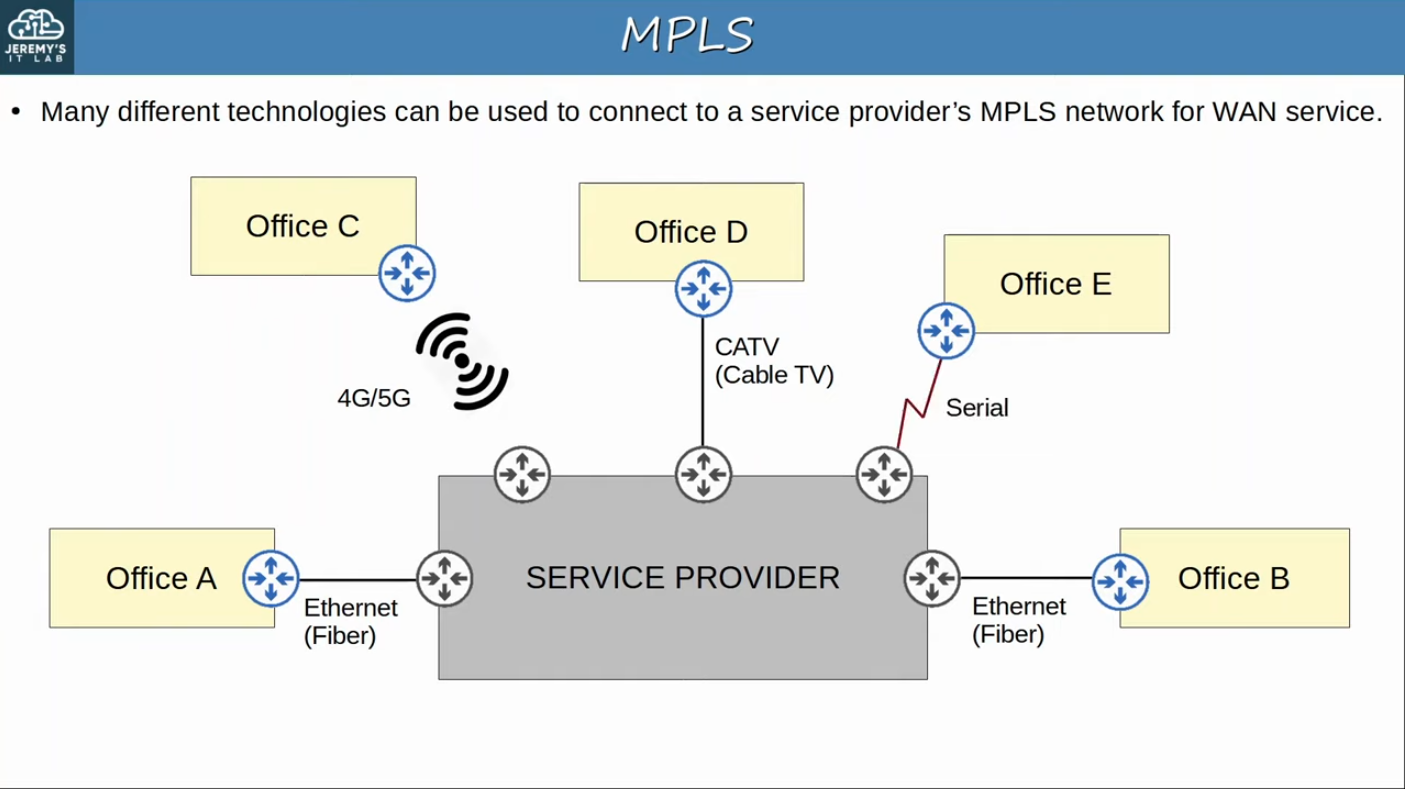 JEREMY'S
IT LAB
MPLS
• Many different technologies can be used to connect to a service provider’s MPLS network for WAN service.
Office C
Office D
Office E
CATV
(Cable TV)
4G/5G
Serial
Office A
Ethernet
(Fiber)
SERVICE PROVIDER
Office B
Ethernet
(Fiber)